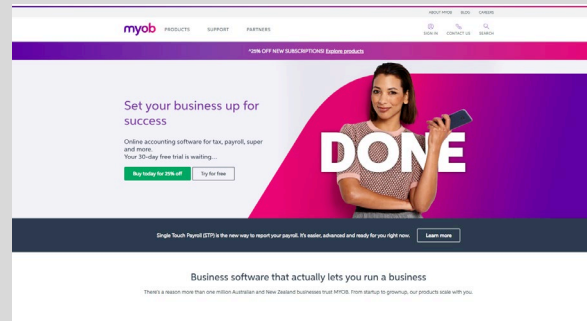 ABOUT MYOB BLOG CAREERS
myob PRODUCTS SUPPORT PARTNERS SIGN IN CONTACT US SEARCH
*25% OFF NEW SUBSCRIPTIONS! Explore products
Set your business up for
success
Online accounting software for tax, payroll, super
and more.
Your 30-day free trial is waiting...
Buy today for 25% off Try for free
DONE
Single Touch Payroll (STP) is the new way to report your payroll. It's easier, advanced and ready for you right now. Learn more
Business software that actually lets you run a business
There's a reason more than one million Australian and New Zealand businesses trust MYOB. From startup to grownup, our products scale with you.